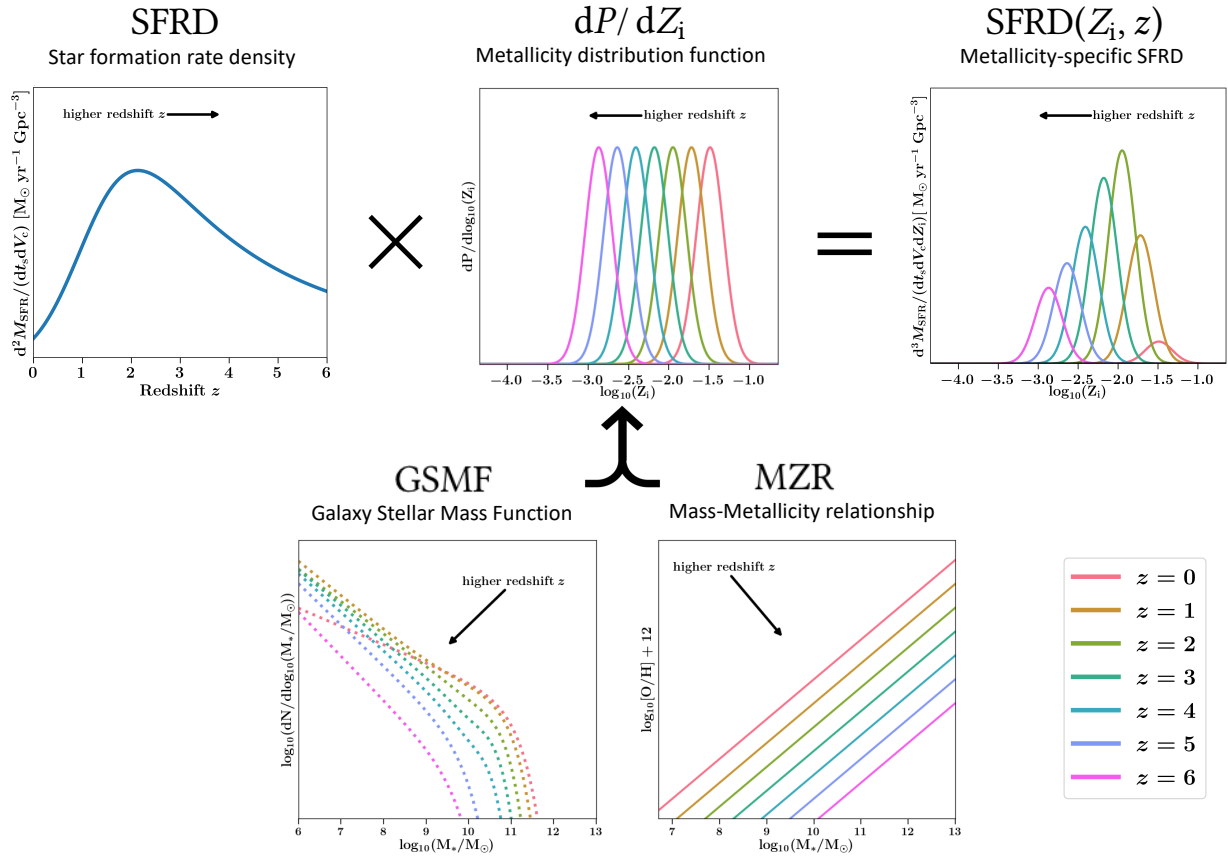 SFRD
Star formation rate density
d²M_SFR/(dt_s dV_c) [M_⊙ yr⁻¹ Gpc⁻³]
higher redshift z
0 1 2 3 4 5 6
Redshift z
×
dP/ dZ_i
Metallicity distribution function
dP/dlog₁₀(Z_i)
higher redshift z
−4.0 −3.5 −3.0 −2.5 −2.0 −1.5 −1.0
log₁₀(Z_i)
=
SFRD(Z_i, z)
Metallicity-specific SFRD
d³M_SFR/(dt_s dV_c dZ_i)[ M_⊙ yr⁻¹ Gpc⁻³]
higher redshift z
−4.0 −3.5 −3.0 −2.5 −2.0 −1.5 −1.0
log₁₀(Z_i)
GSMF
Galaxy Stellar Mass Function
log₁₀(dN/dlog₁₀(M_*/M_⊙))
higher redshift z
6 7 8 9 10 11 12 13
log₁₀(M_*/M_⊙)
MZR
Mass-Metallicity relationship
log₁₀[O/H] + 12
higher redshift z
7 8 9 10 11 12 13
log₁₀(M_*/M_⊙)
z = 0
z = 1
z = 2
z = 3
z = 4
z = 5
z = 6